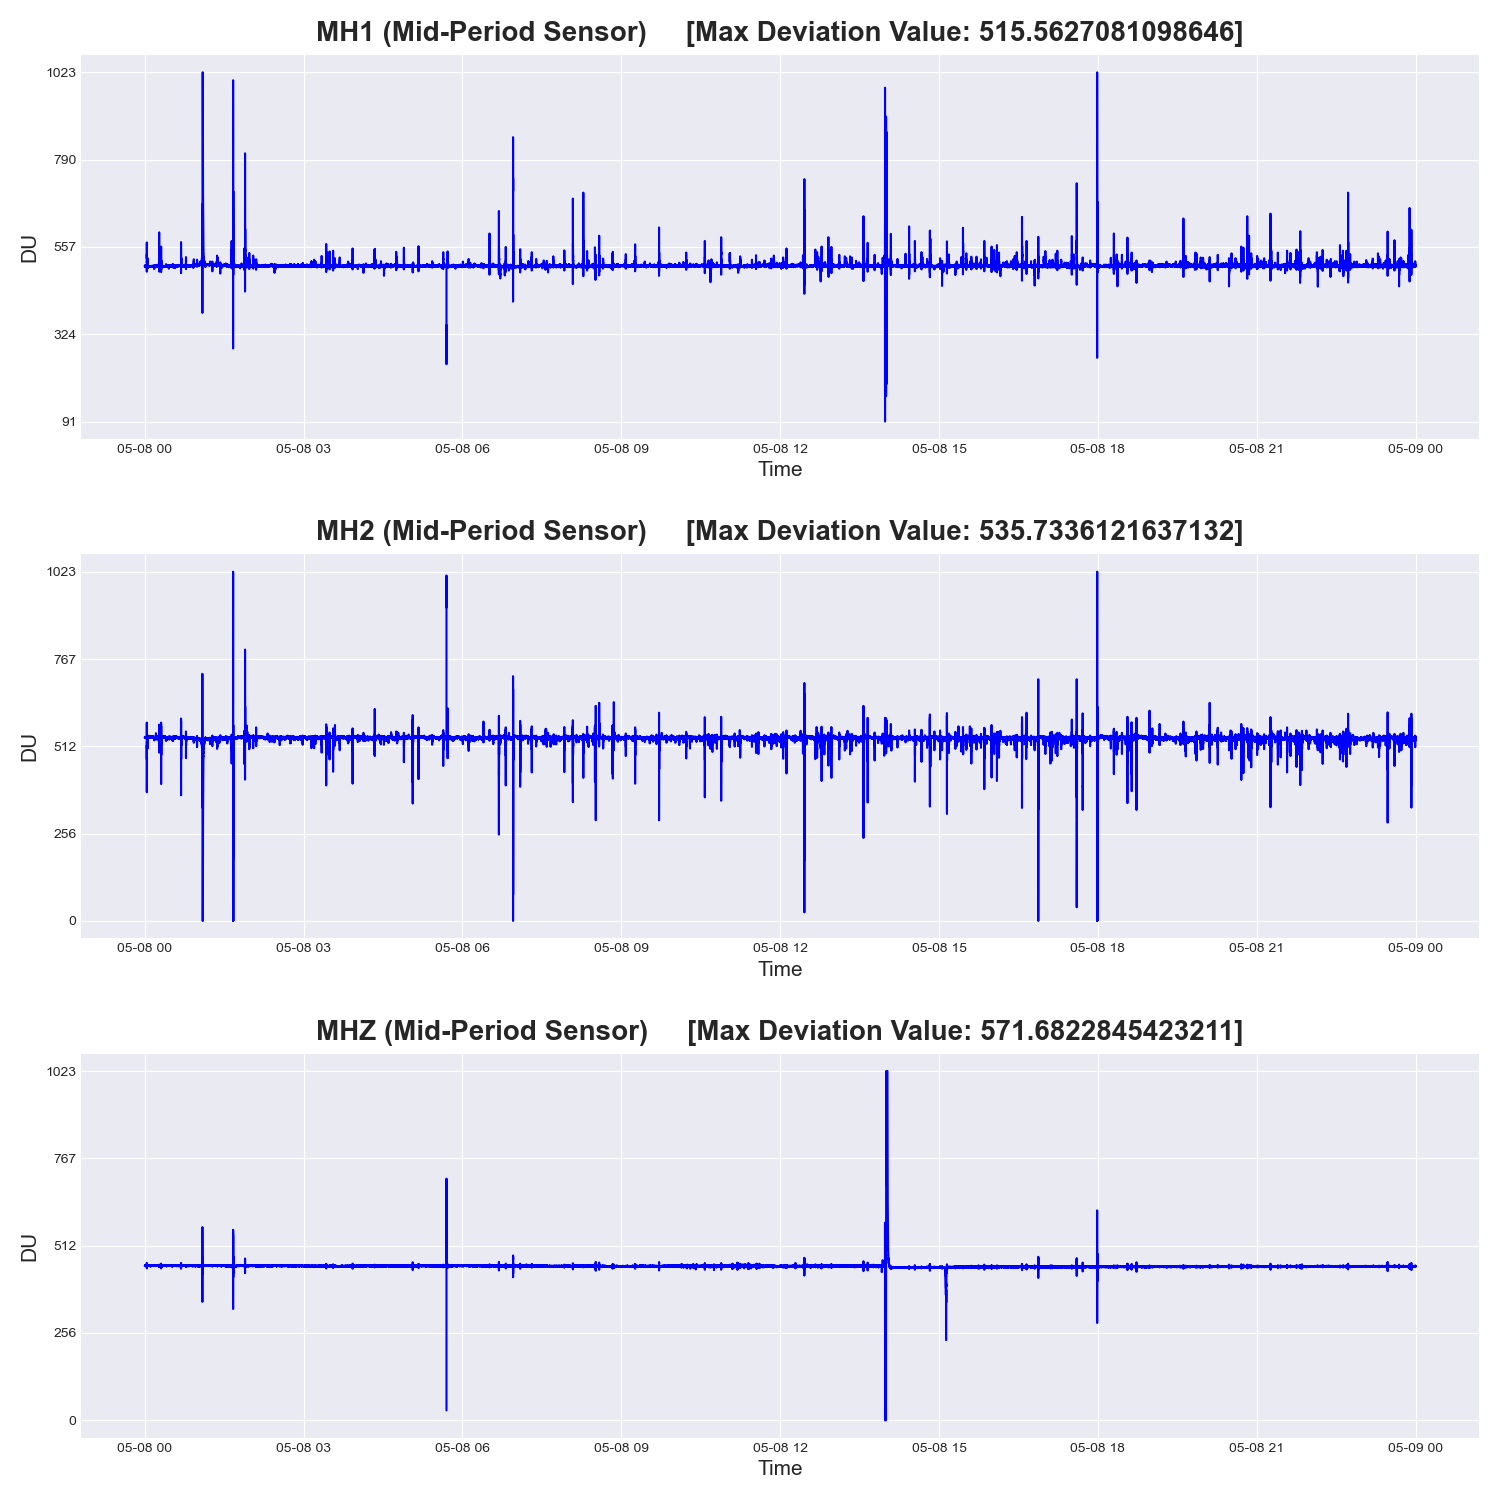 MH1 (Mid-Period Sensor)     [Max Deviation Value: 515.5627081098646]
1023
790
557
324
91
DU
05-08 00 05-08 03 05-08 06 05-08 09 05-08 12 05-08 15 05-08 18 05-08 21 05-09 00
Time
MH2 (Mid-Period Sensor)     [Max Deviation Value: 535.7336121637132]
1023
767
512
256
0
DU
05-08 00 05-08 03 05-08 06 05-08 09 05-08 12 05-08 15 05-08 18 05-08 21 05-09 00
Time
MHZ (Mid-Period Sensor)     [Max Deviation Value: 571.6822845423211]
1023
767
512
256
0
DU
05-08 00 05-08 03 05-08 06 05-08 09 05-08 12 05-08 15 05-08 18 05-08 21 05-09 00
Time